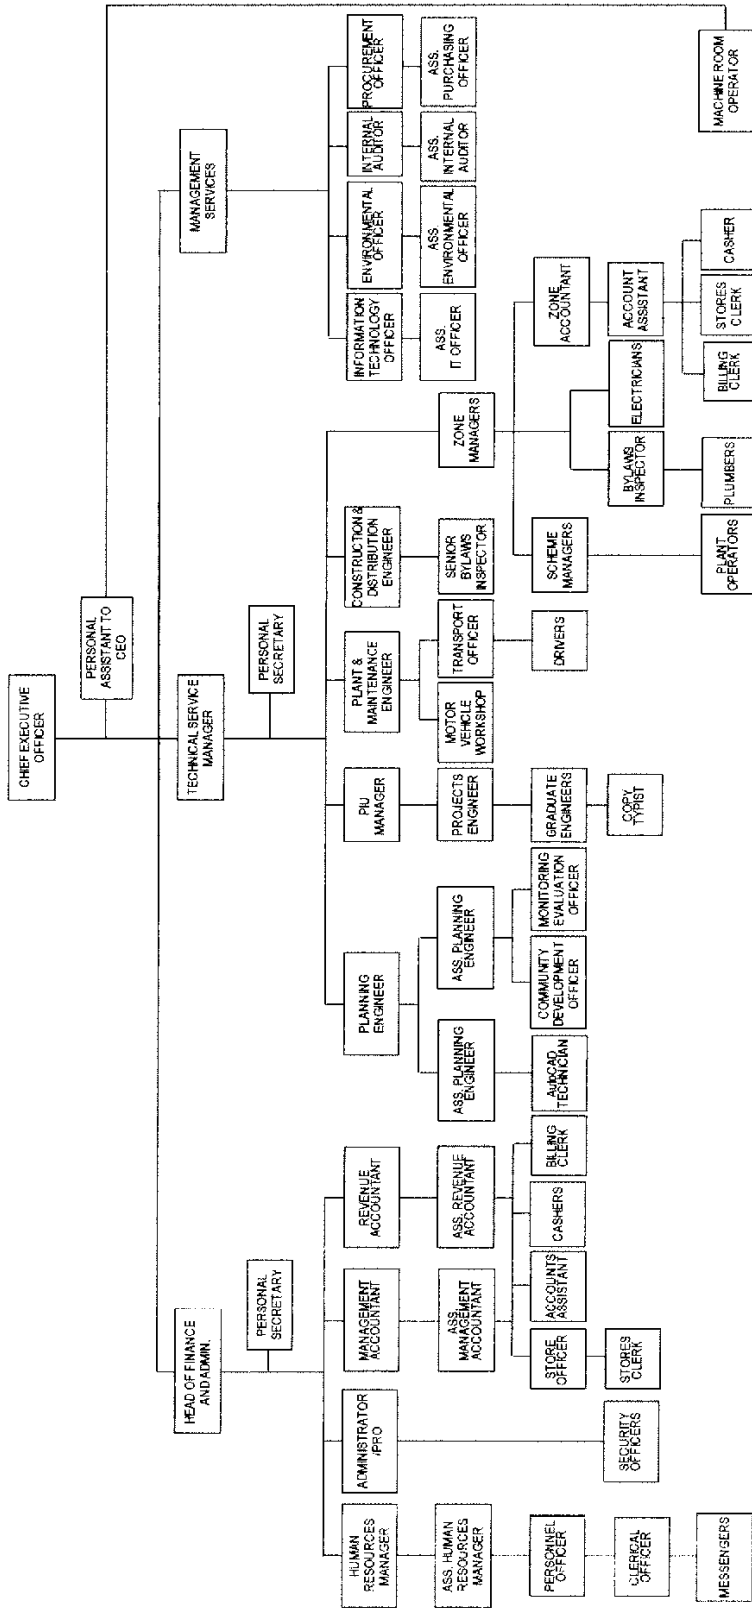 CHIEF EXECUTIVE
OFFICER
PERSONAL
ASSISTANT TO
CEO
HEAD OF FINANCE
AND ADMIN.
TECHNICAL SERVICE
MANAGER
MANAGEMENT
SERVICES
PERSONAL
SECRETARY
PERSONAL
SECRETARY
HUMAN
RESOURCES
MANAGER
ADMINISTRATOR
/PRO
MANAGEMENT
ACCOUNTANT
REVENUE
ACCOUNTANT
PLANNING
ENGINEER
PIU
MANAGER
PLANT &
MAINTENANCE
ENGINEER
CONSTRUCTION &
DISTRIBUTION
ENGINEER
INFORMATION
TECHNOLOGY
OFFICER
ENVIRONMENTAL
OFFICER
INTERNAL
AUDITOR
PROCUREMENT
OFFICER
ASS. HUMAN
RESOURCES
MANAGER
ASS.
MANAGEMENT
ACCOUNTANT
ASS. REVENUE
ACCOUNTANT
ASS. PLANNING
ENGINEER
ASS. PLANNING
ENGINEER
PROJECTS
ENGINEER
MOTOR
VEHICLE
WORKSHOP
TRANSPORT
OFFICER
SENIOR
BYLAWS
INSPECTOR
ZONE
MANAGERS
ASS.
IT OFFICER
ASS.
ENVIRONMENTAL
OFFICER
ASS.
INTERNAL
AUDITOR
ASS.
PURCHASING
OFFICER
PERSONNEL
OFFICER
STORE
OFFICER
ACCOUNTS
ASSISTANT
CASHERS
BILLING
CLERK
AutoCAD
TECHNICIAN
COMMUNITY
DEVELOPMENT
OFFICER
MONITORING
EVALUATION
OFFICER
GRADUATE
ENGINEERS
DRIVERS
SCHEME
MANAGERS
ZONE
ACCOUNTANT
CLERICAL
OFFICER
SECURITY
OFFICERS
STORES
CLERK
COPY
TYPIST
BYLAWS
INSPECTOR
ELECTRICIANS
ACCOUNT
ASSISTANT
MESSENGERS
PLANT
OPERATORS
PLUMBERS
BILLING
CLERK
STORES
CLERK
CASHER
MACHINE ROOM
OPERATOR